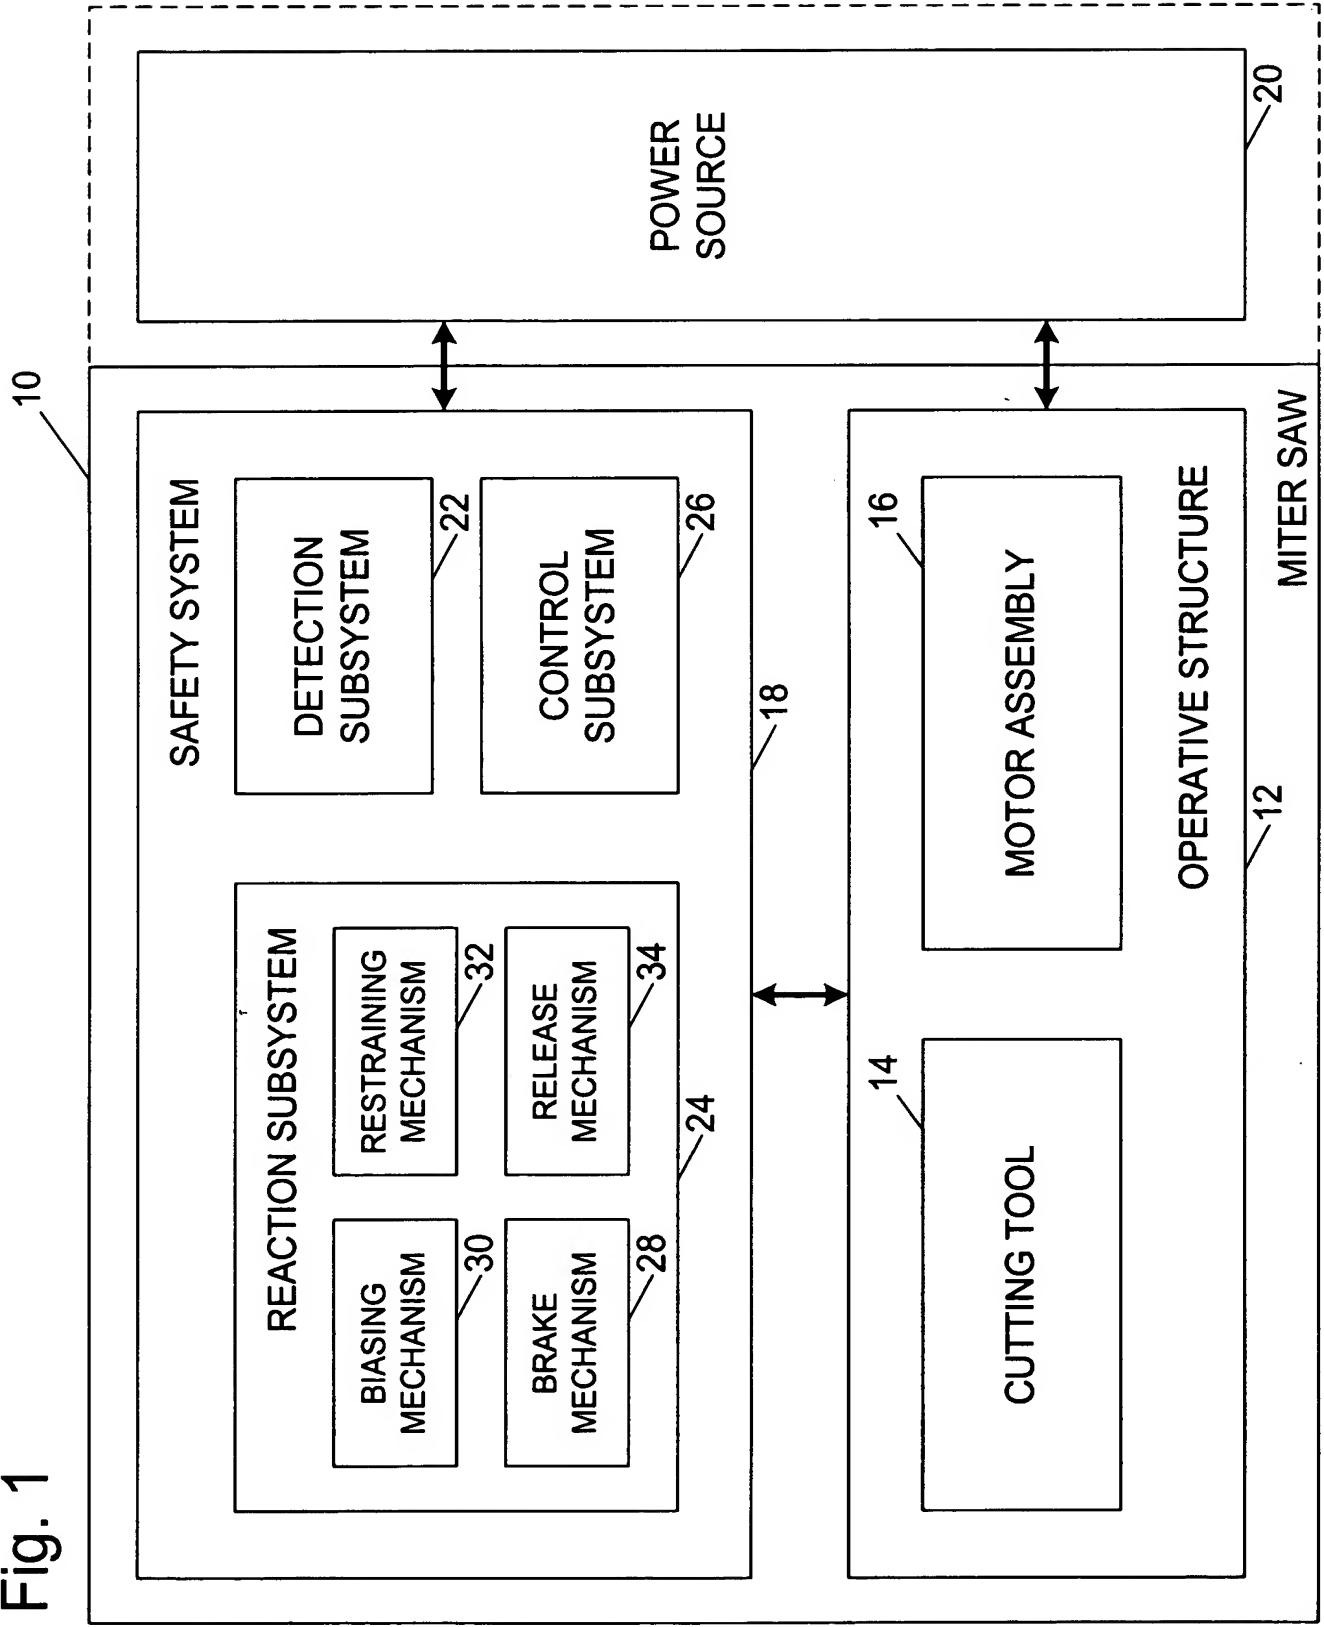 Fig. 1
10
SAFETY SYSTEM
REACTION SUBSYSTEM
BIASING
MECHANISM
30
RESTRAINING
MECHANISM
32
BRAKE
MECHANISM
28
RELEASE
MECHANISM
34
24
DETECTION
SUBSYSTEM
22
CONTROL
SUBSYSTEM
26
18
14
CUTTING TOOL
16
MOTOR ASSEMBLY
OPERATIVE STRUCTURE
12
MITER SAW
POWER
SOURCE
20